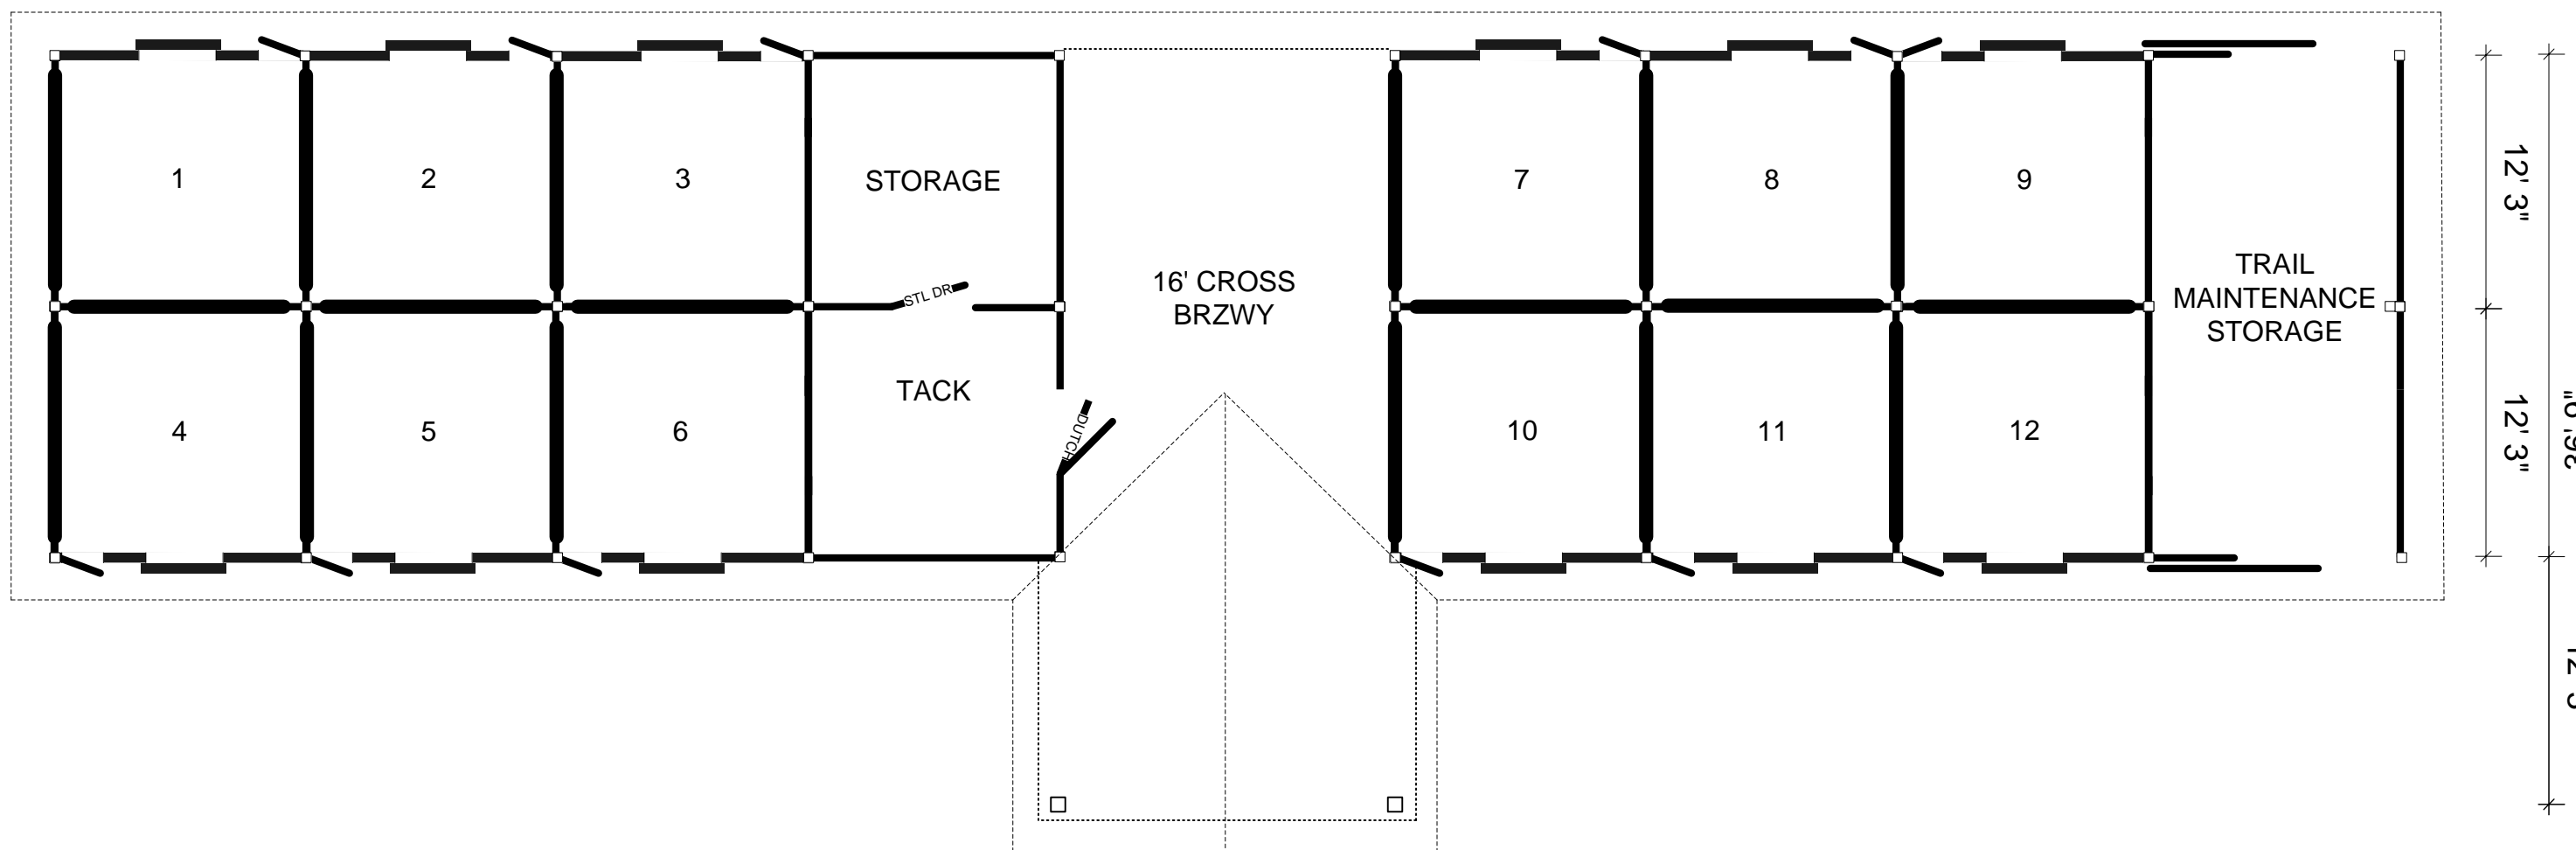 1
2
3
STORAGE
7
8
9
12' 3"
16' CROSS
BRZWY
TRAIL
MAINTENANCE
STORAGE
STL DR
TACK
DUTCH
4
5
6
10
11
12
12' 3"